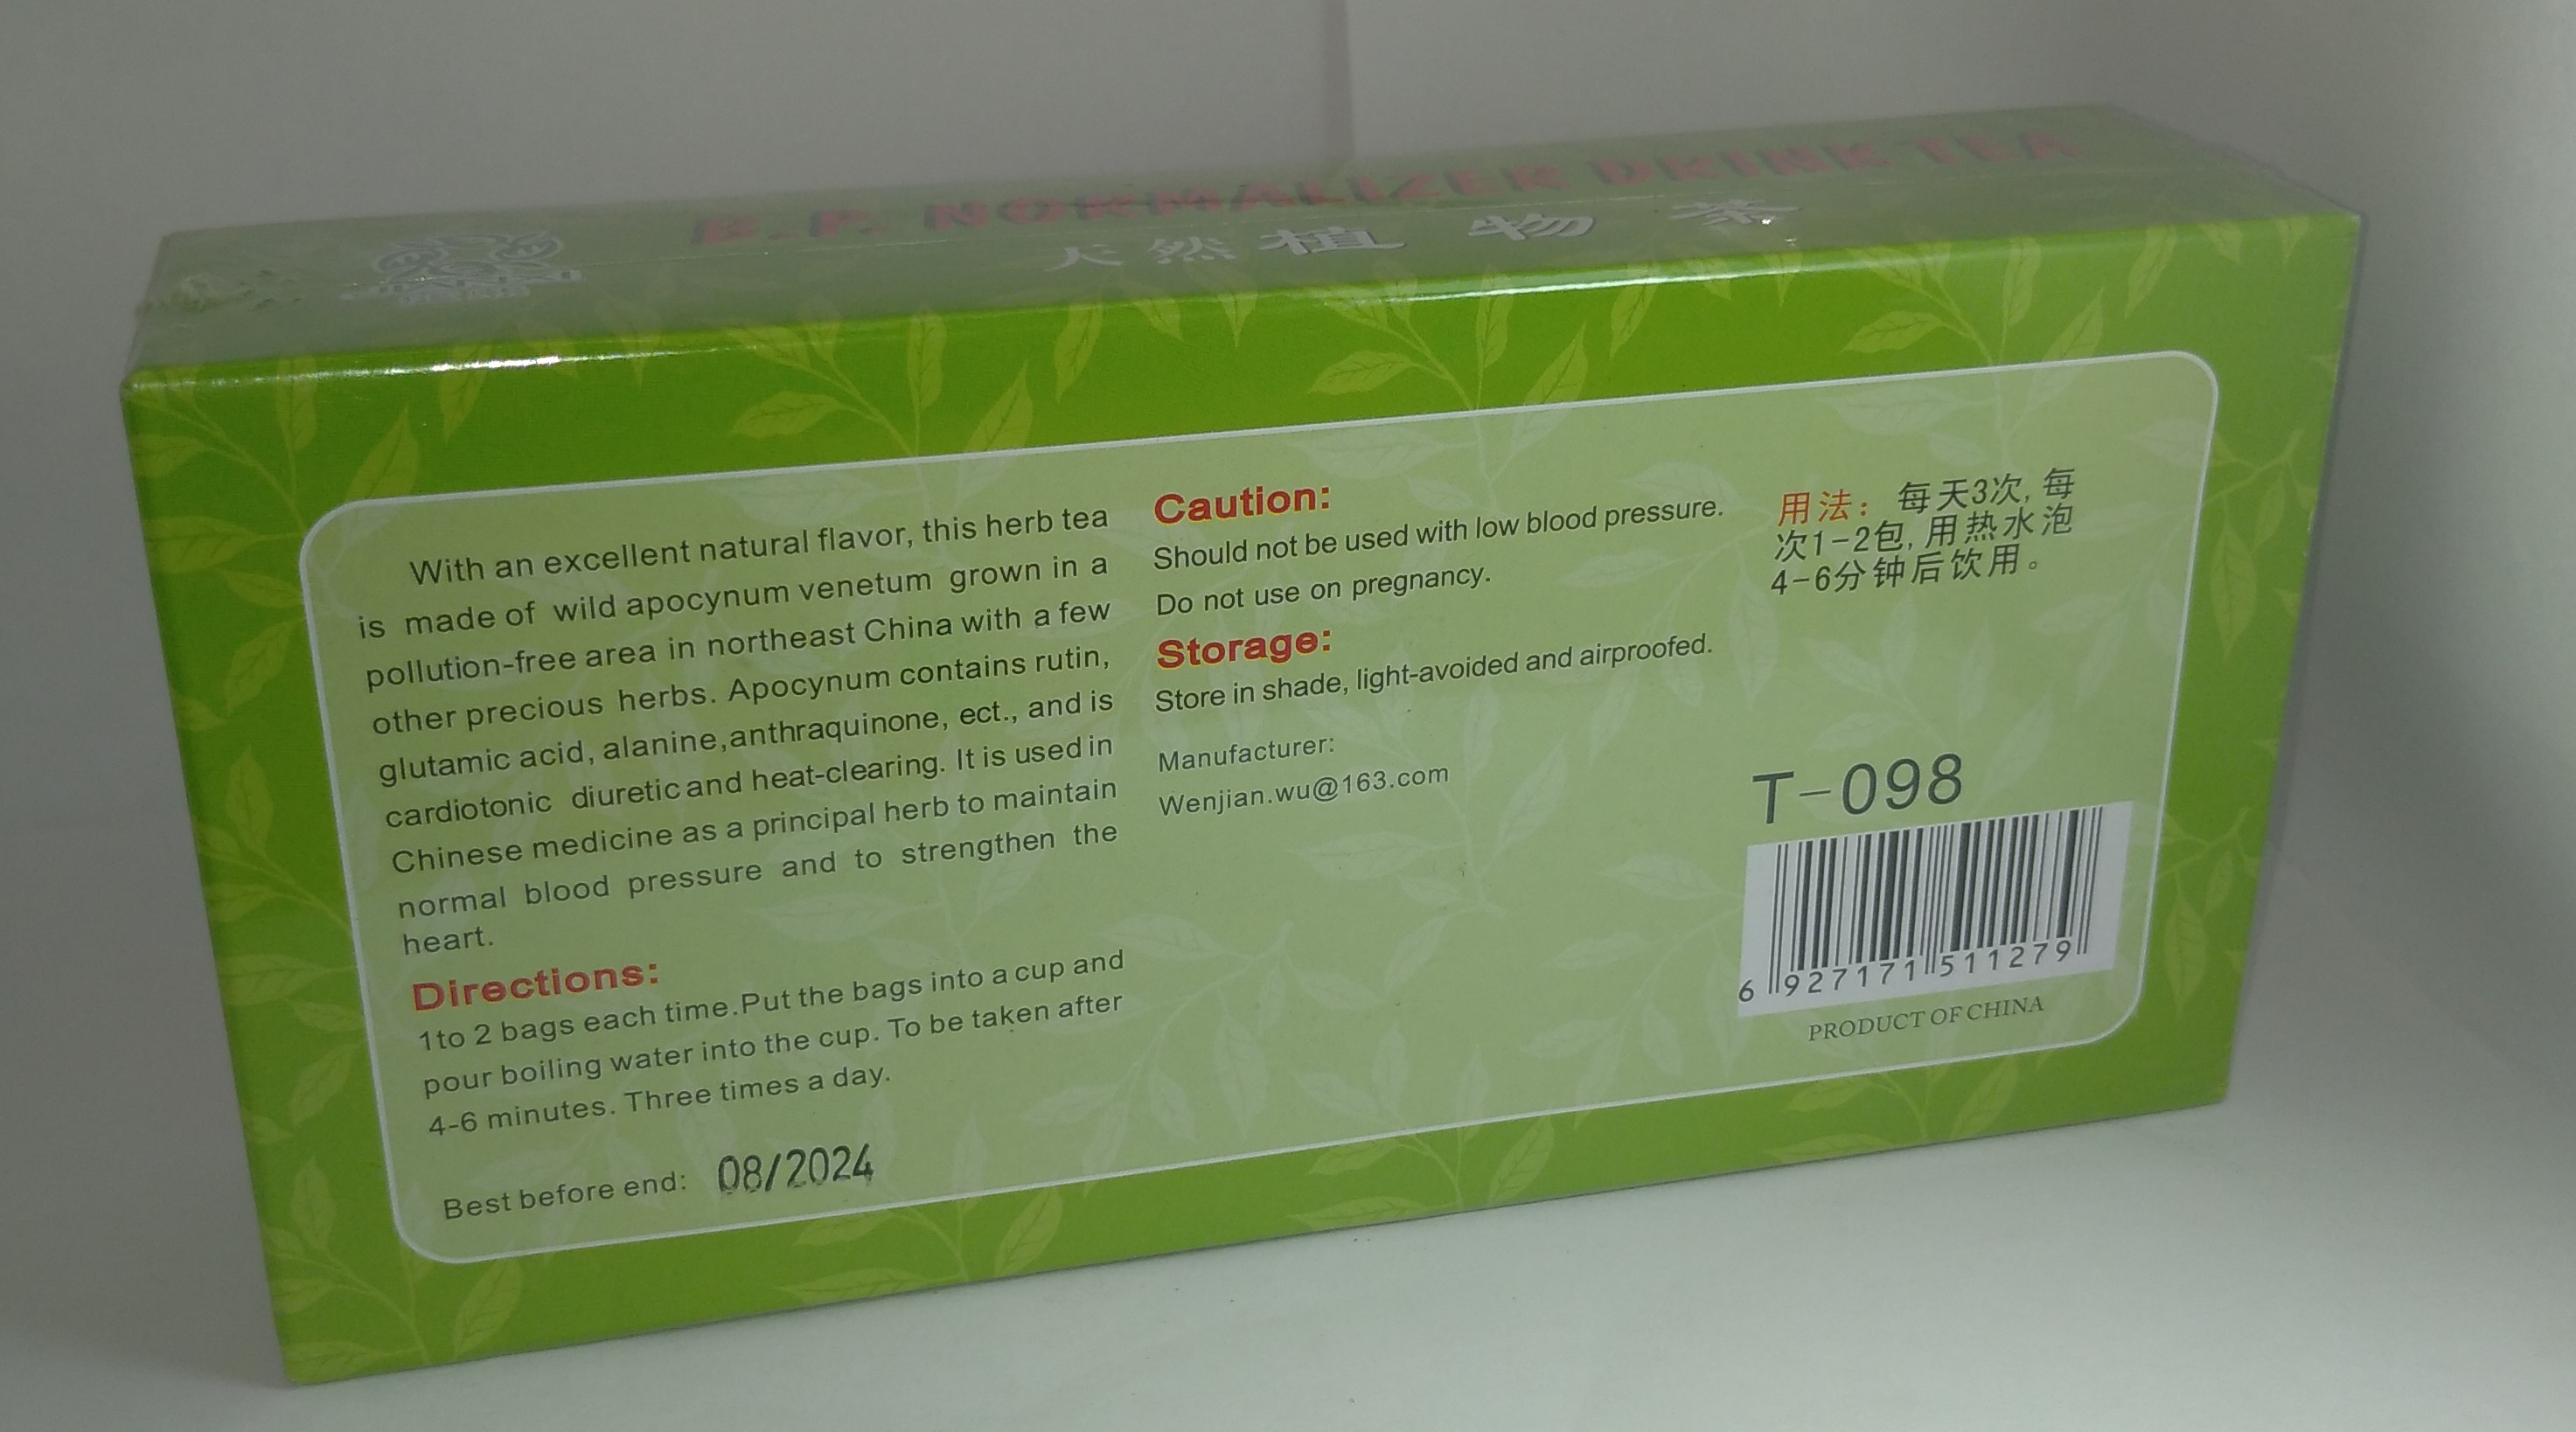 B.P. NORMALIZER DRINK TEA
天然植物茶
With an excellent natural flavor, this herb tea
is made of wild apocynum venetum grown in a
pollution-free area in northeast China with a few
other precious herbs. Apocynum contains rutin,
glutamic acid, alanine,anthraquinone, ect., and is
cardiotonic diuretic and heat-clearing. It is used in
Chinese medicine as a principal herb to maintain
normal blood pressure and to strengthen the
heart.
Directions:
1to 2 bags each time.Put the bags into a cup and
pour boiling water into the cup. To be taken after
4-6 minutes. Three times a day.
Best before end: 08/2024
Caution:
Should not be used with low blood pressure.
Do not use on pregnancy.
Storage:
Store in shade, light-avoided and airproofed.
Manufacturer:
Wenjian.wu@163.com
用法：每天3次, 每
次1-2包, 用热水泡
4-6分钟后饮用。
T-098
6 927171 511279
PRODUCT OF CHINA